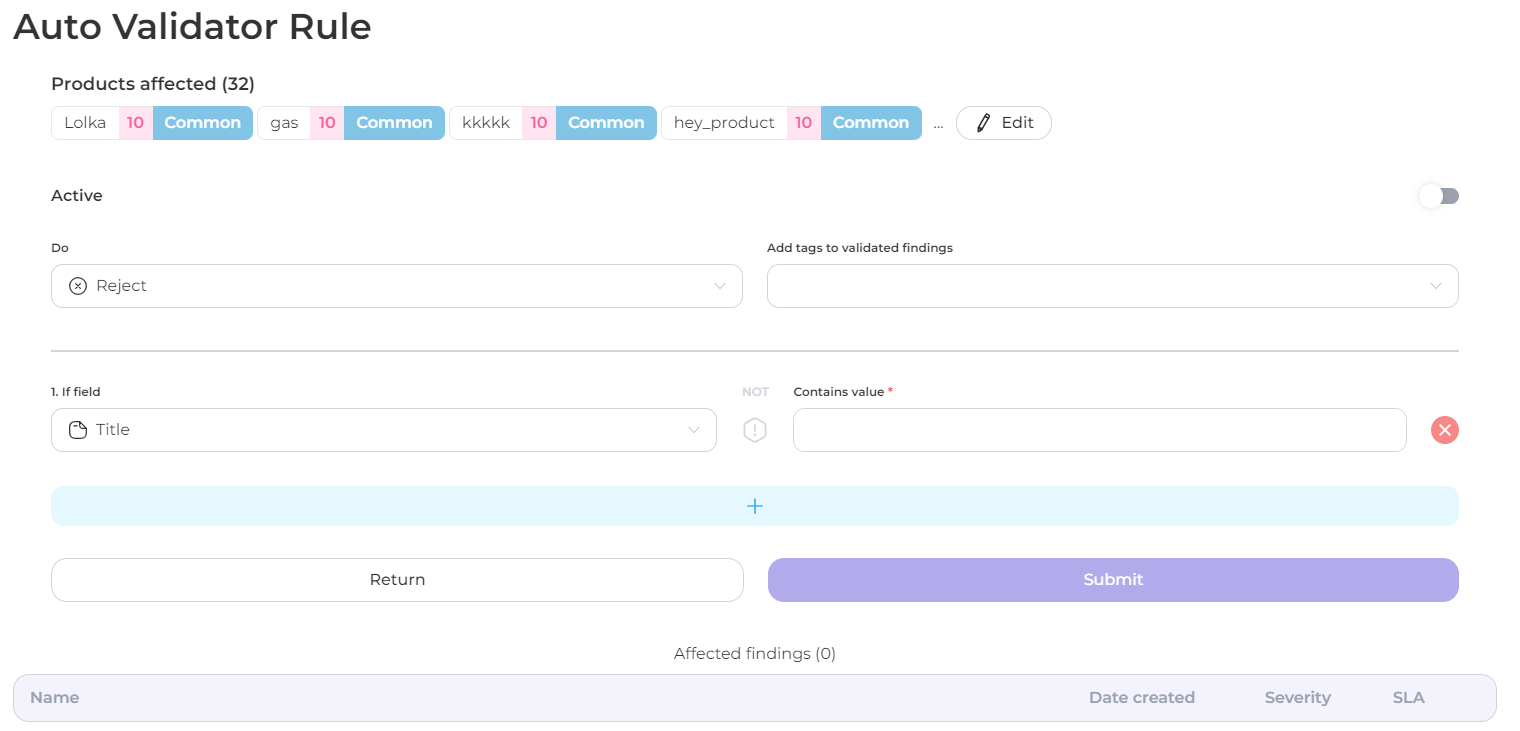 Auto Validator Rule
Products affected (32)
Lolka 10 Common gas 10 Common kkkkk 10 Common hey_product 10 Common ... Edit
Active
Do Add tags to validated findings
Reject
1. If field NOT Contains value *
Title
Return Submit
Affected findings (0)
Name Date created Severity SLA